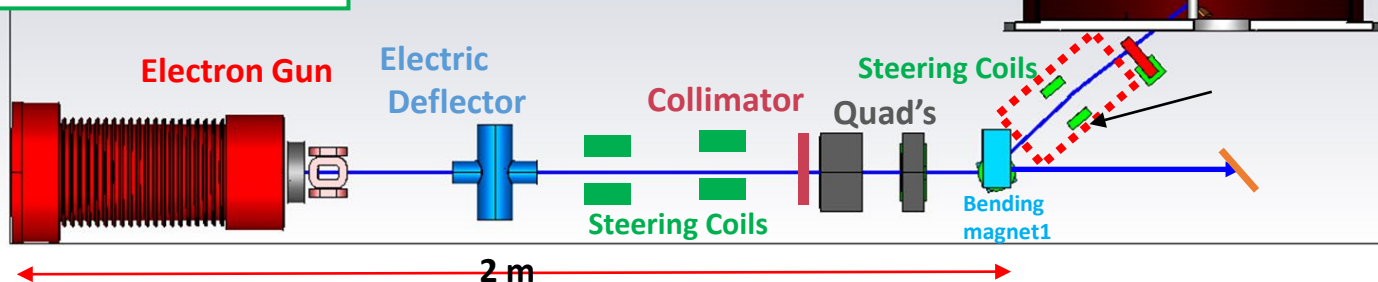 Electron Gun
Electric
Deflector
Steering Coils
Collimator
Quad's
Steering Coils
Bending
magnet1
2 m